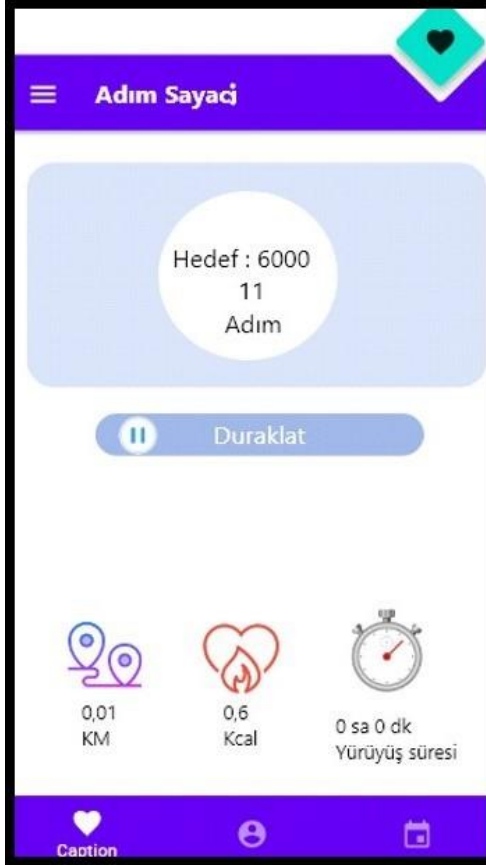 Adım Sayaci
Hedef : 6000
11
Adım
Duraklat
0,01
KM
0,6
Kcal
0 sa 0 dk
Yürüyüş süresi
Caption